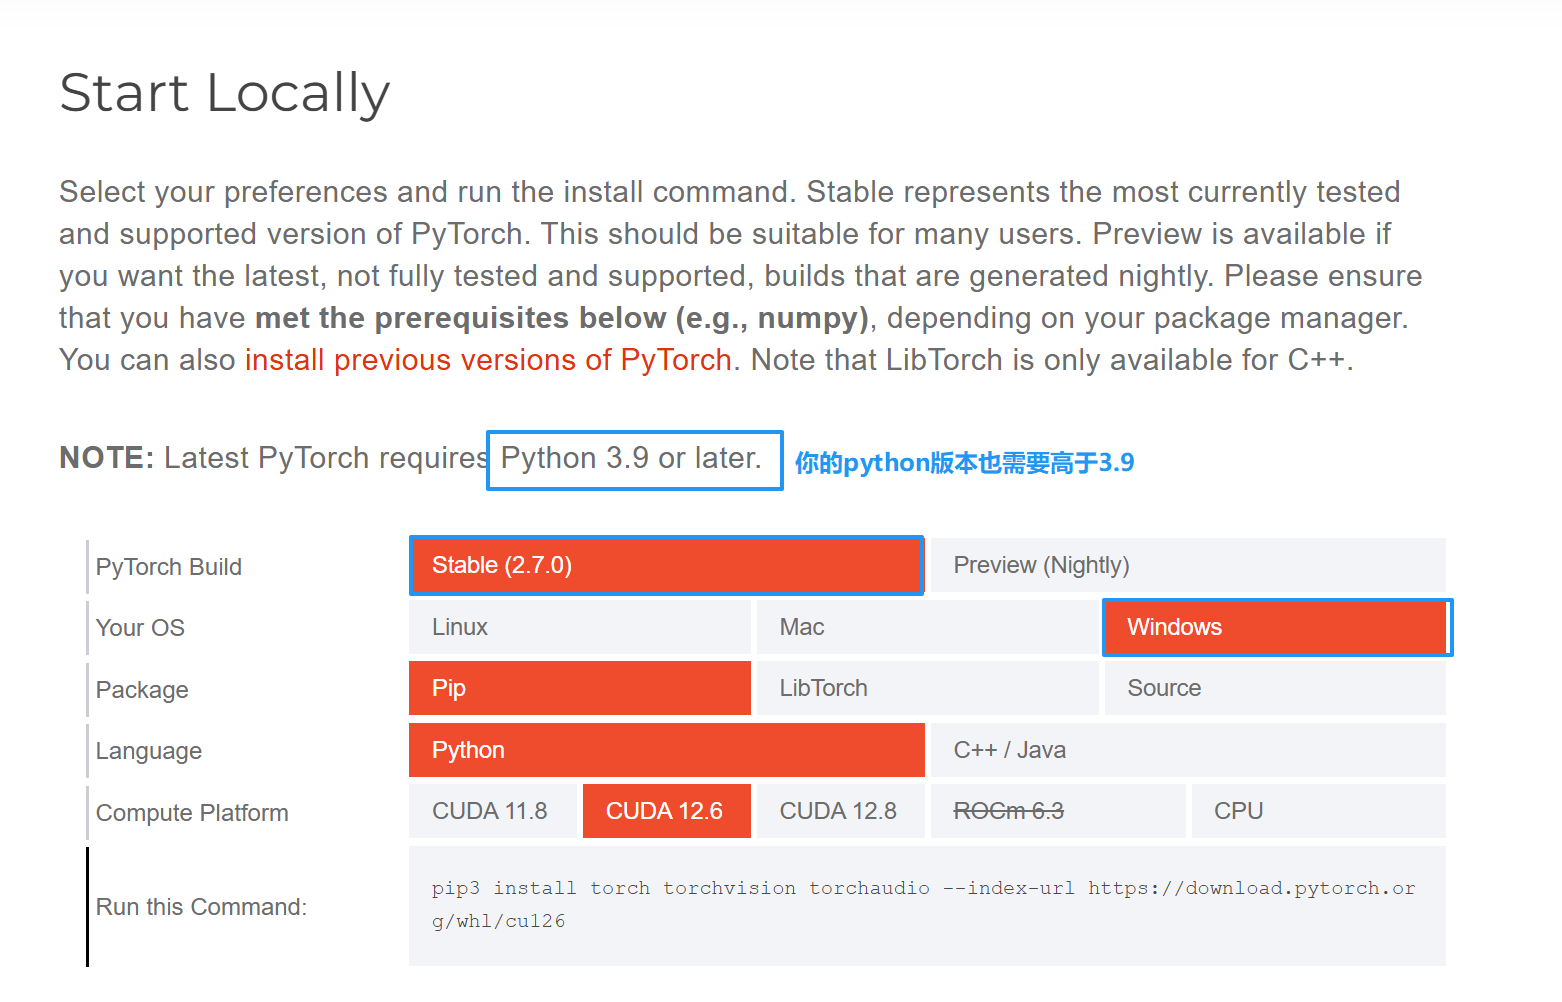 Start Locally
Select your preferences and run the install command. Stable represents the most currently tested
and supported version of PyTorch. This should be suitable for many users. Preview is available if
you want the latest, not fully tested and supported, builds that are generated nightly. Please ensure
that you have met the prerequisites below (e.g., numpy), depending on your package manager.
You can also install previous versions of PyTorch. Note that LibTorch is only available for C++.
NOTE: Latest PyTorch requires Python 3.9 or later. 你的python版本也需要高于3.9
PyTorch Build Stable (2.7.0) Preview (Nightly)
Your OS Linux Mac Windows
Package Pip LibTorch Source
Language Python C++ / Java
Compute Platform CUDA 11.8 CUDA 12.6 CUDA 12.8 ROCm 6.3 CPU
Run this Command: pip3 install torch torchvision torchaudio --index-url https://download.pytorch.or
g/whl/cu126